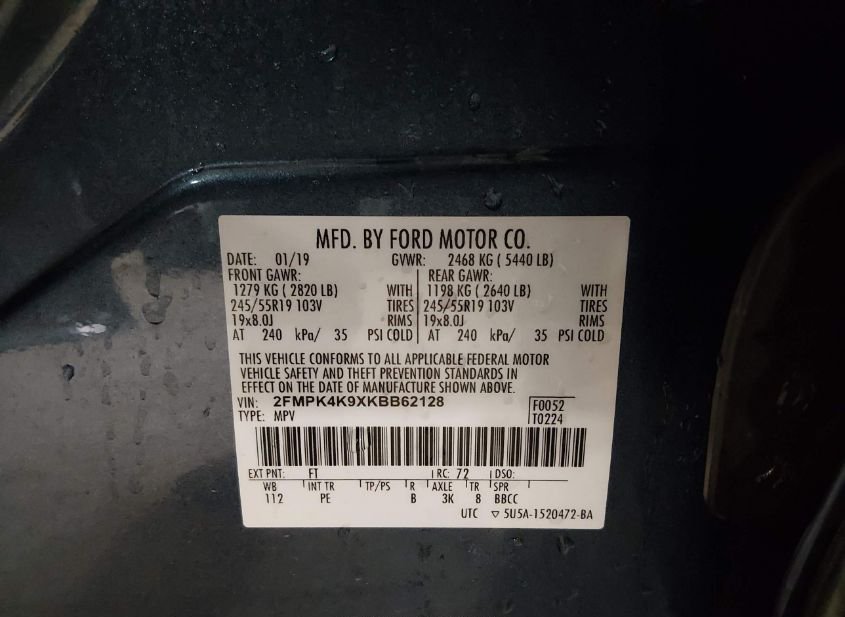 MFD. BY FORD MOTOR CO.
DATE: 01/19 GVWR: 2468 KG ( 5440 LB)
FRONT GAWR: REAR GAWR:
1279 KG ( 2820 LB) WITH 1198 KG ( 2640 LB) WITH
245/55R19 103V TIRES 245/55R19 103V TIRES
19x8.0J RIMS 19x8.0J RIMS
AT 240 kPa/ 35 PSI COLD AT 240 kPa/ 35 PSI COLD
THIS VEHICLE CONFORMS TO ALL APPLICABLE FEDERAL MOTOR
VEHICLE SAFETY AND THEFT PREVENTION STANDARDS IN
EFFECT ON THE DATE OF MANUFACTURE SHOWN ABOVE.
VIN: 2FMPK4K9XKBB62128 F0052
TYPE: MPV T0224
EXT PNT: FT RC: 72 DSO:
WB INT TR TP/PS R AXLE TR SPR
112 PE B 3K 8 BBCC
UTC ▽ 5U5A-1520472-BA